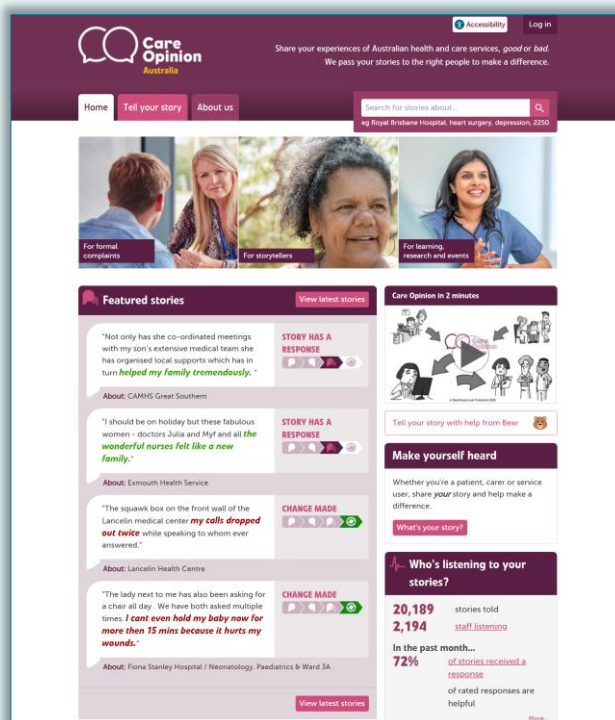 Accessibility
Log in
Care
Opinion
Australia
Share your experiences of Australian health and care services, good or bad.
We pass your stories to the right people to make a difference.
Home
Tell your story
About us
Search for stories about...
eg Royal Brisbane Hospital, heart surgery, depression, 2250
For formal
complaints
For storytellers
For learning,
research and events
Featured stories
View latest stories
"Not only has she co-ordinated meetings
with my son's extensive medical team she
has organised local supports which has in
turn helped my family tremendously. "
STORY HAS A
RESPONSE
About: CAMHS Great Southern
"I should be on holiday but these fabulous
women - doctors Julia and Myf and all the
wonderful nurses felt like a new
family."
STORY HAS A
RESPONSE
About: Exmouth Health Service
"The squawk box on the front wall of the
Lancelin medical center my calls dropped
out twice while speaking to whom ever
answered."
CHANGE MADE
About: Lancelin Health Centre
"The lady next to me has also been asking for
a chair all day . We have both asked multiple
times. I cant even hold my baby now for
more then 15 mins because it hurts my
wounds."
CHANGE MADE
About: Fiona Stanley Hospital / Neonatology, Paediatrics & Ward 3A
View latest stories
Care Opinion in 2 minutes
Care
Opinion
Tell your story with help from Bear
Make yourself heard
Whether you're a patient, carer or service
user, share your story and help make a
difference.
What's your story?
Who's listening to your
stories?
20,189 stories told
2,194 staff listening
In the past month...
72% of stories received a
response
of rated responses are
helpful
More...